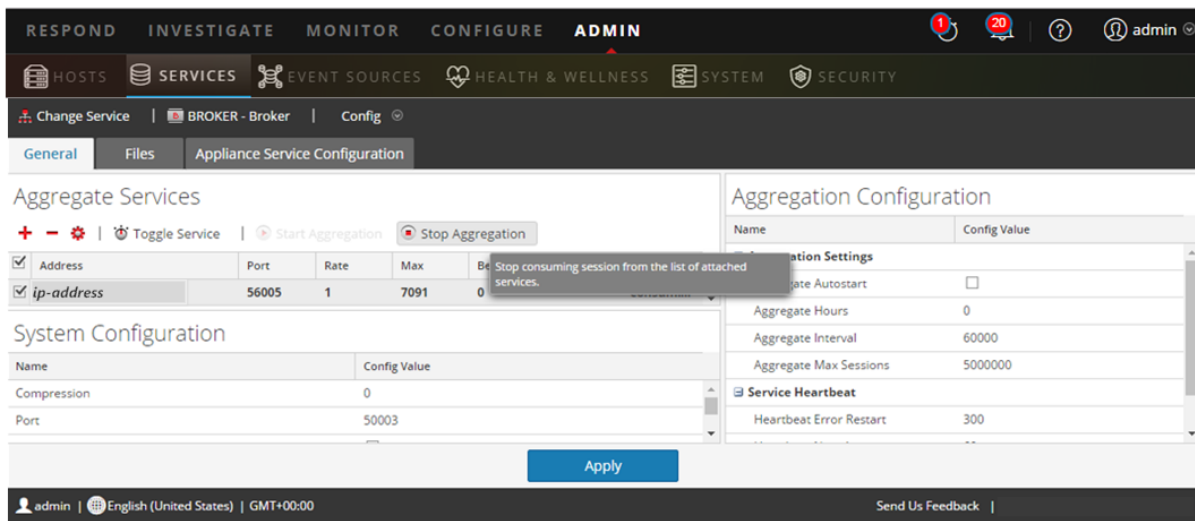 RESPOND INVESTIGATE MONITOR CONFIGURE ADMIN 1 20 ? admin
HOSTS SERVICES EVENT SOURCES HEALTH & WELLNESS SYSTEM SECURITY
Change Service | BROKER - Broker | Config
General Files Appliance Service Configuration
Aggregate Services
+ − | Toggle Service | Start Aggregation Stop Aggregation
Address Port Rate Max Be
Stop consuming session from the list of attached
services.
ip-address 56005 1 7091 0
System Configuration
Name Config Value
Compression 0
Port 50003
Apply
Aggregation Configuration
Name Config Value
ation Settings
ate Autostart
Aggregate Hours 0
Aggregate Interval 60000
Aggregate Max Sessions 5000000
Service Heartbeat
Heartbeat Error Restart 300
admin | English (United States) | GMT+00:00 Send Us Feedback |